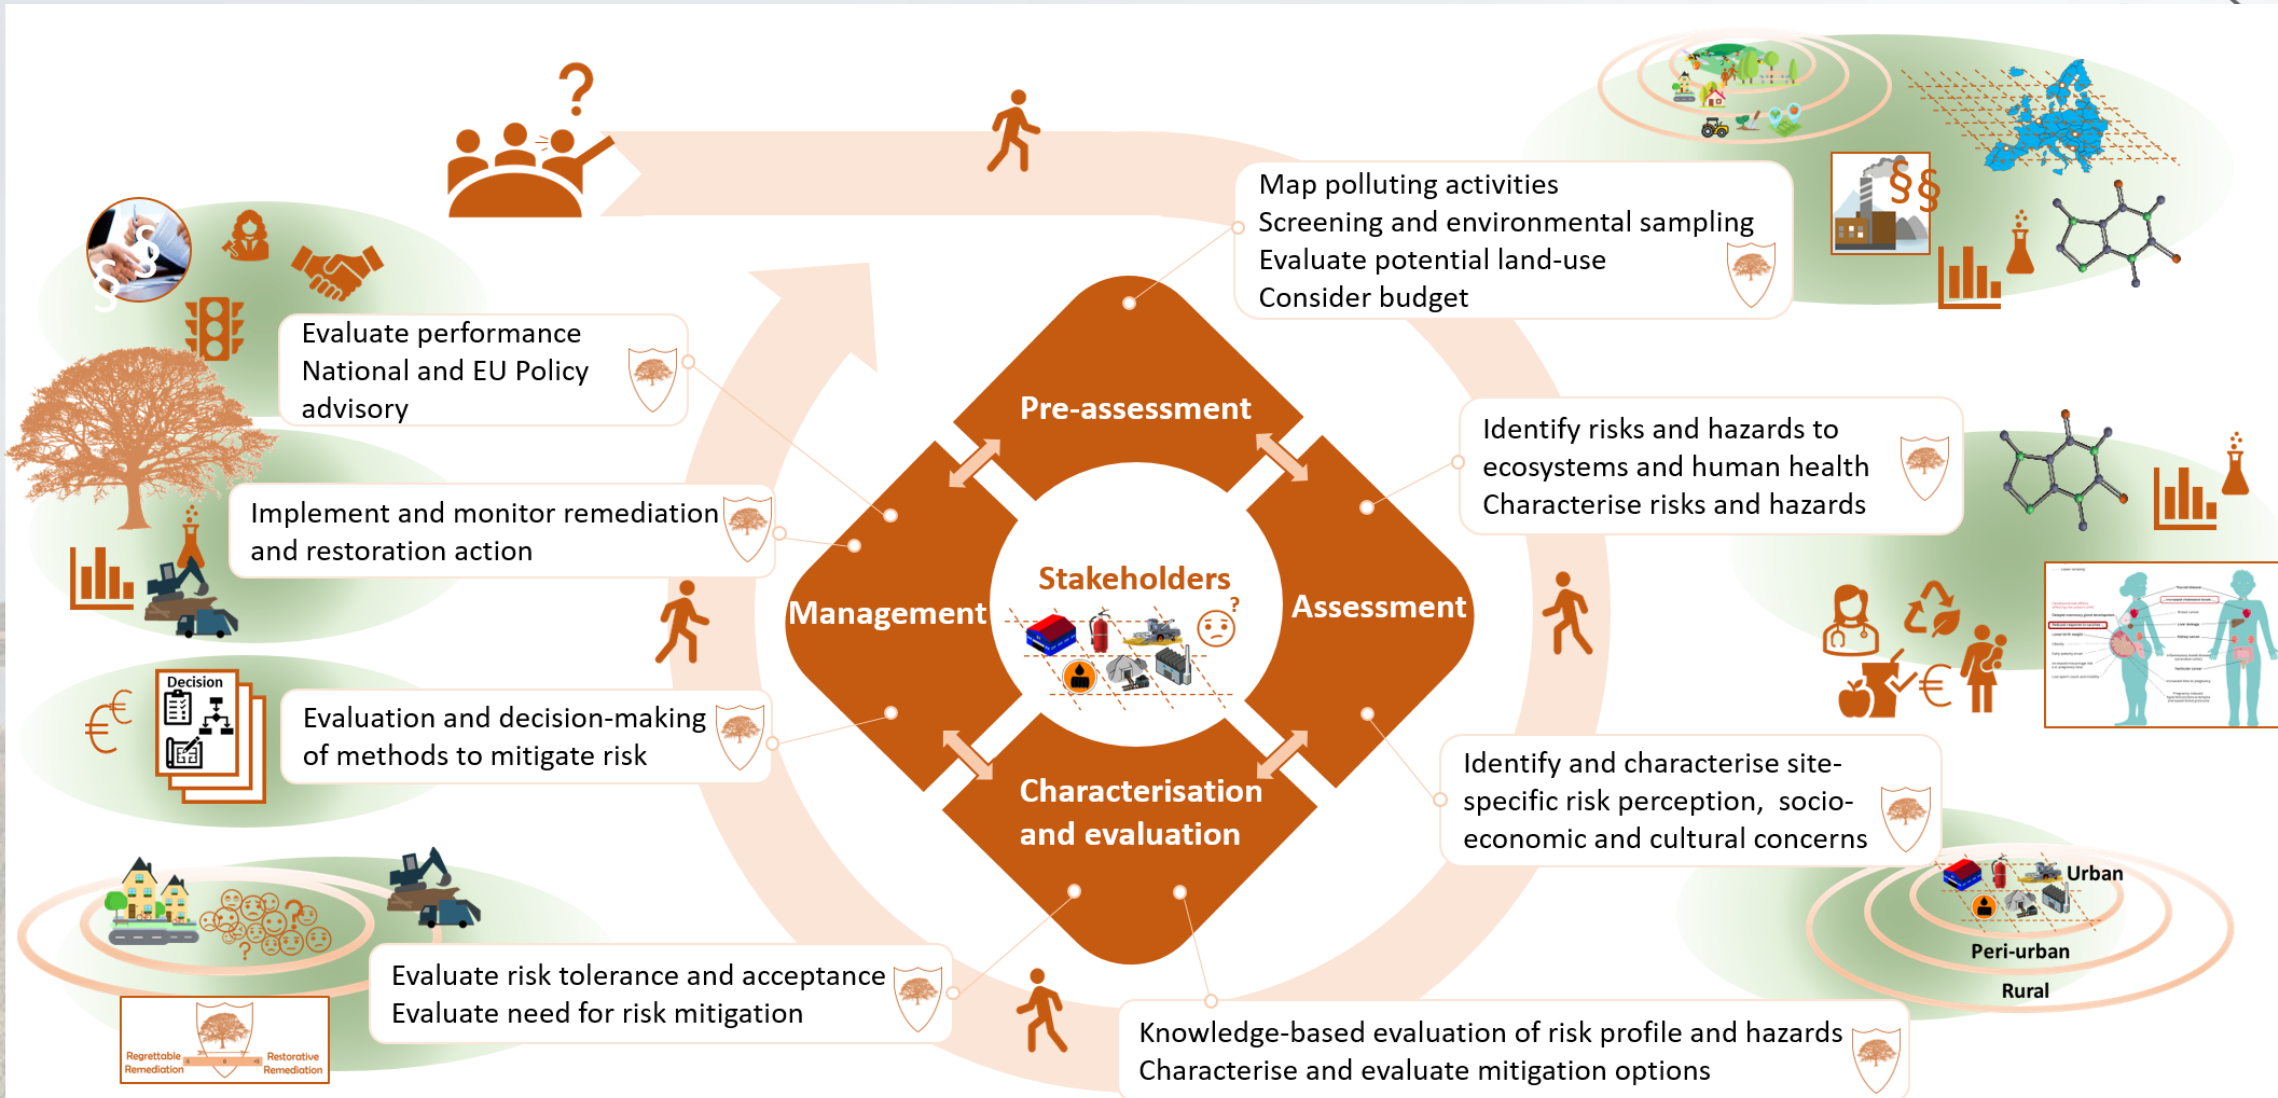 ?
Map polluting activities
Screening and environmental sampling
Evaluate potential land-use
Consider budget
§§
Pre-assessment
Identify risks and hazards to
ecosystems and human health
Characterise risks and hazards
Assessment
Identify and characterise site-
specific risk perception, socio-
economic and cultural concerns
Urban
Peri-urban
Rural
Stakeholders
?
Characterisation
and evaluation
Knowledge-based evaluation of risk profile and hazards
Characterise and evaluate mitigation options
Evaluate risk tolerance and acceptance
Evaluate need for risk mitigation
Regrettable
Remediation
Restorative
Remediation
Management
Evaluation and decision-making
of methods to mitigate risk
Decision
€€
Implement and monitor remediation
and restoration action
Evaluate performance
National and EU Policy
advisory
§
§
€